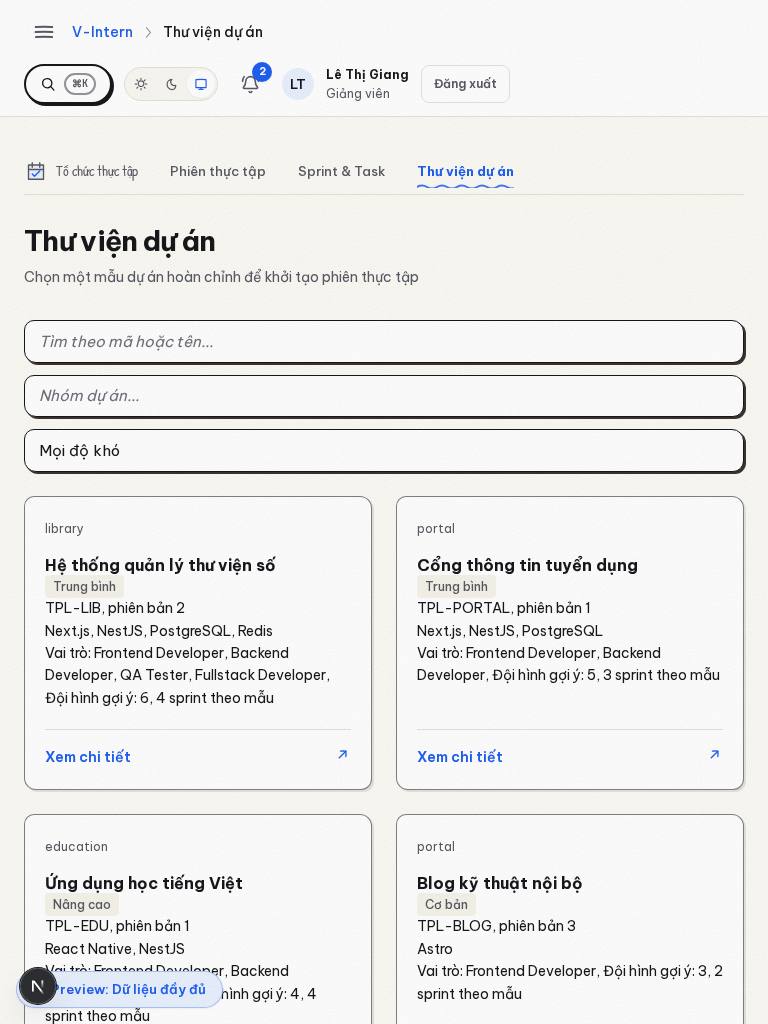 V-Intern > Thư viện dự án
⌘K
2
LT
Lê Thị Giang
Giảng viên
Đăng xuất
Tổ chức thực tập
Phiên thực tập
Sprint & Task
Thư viện dự án
Thư viện dự án
Chọn một mẫu dự án hoàn chỉnh để khởi tạo phiên thực tập
Tìm theo mã hoặc tên...
Nhóm dự án...
Mọi độ khó
library
Hệ thống quản lý thư viện số
Trung bình
TPL-LIB, phiên bản 2
Next.js, NestJS, PostgreSQL, Redis
Vai trò: Frontend Developer, Backend
Developer, QA Tester, Fullstack Developer,
Đội hình gợi ý: 6, 4 sprint theo mẫu
Xem chi tiết
portal
Cổng thông tin tuyển dụng
Trung bình
TPL-PORTAL, phiên bản 1
Next.js, NestJS, PostgreSQL
Vai trò: Frontend Developer, Backend
Developer, Đội hình gợi ý: 5, 3 sprint theo mẫu
Xem chi tiết
education
Ứng dụng học tiếng Việt
Nâng cao
TPL-EDU, phiên bản 1
React Native, NestJS
Vai trò: Frontend Developer, Backend
hình gợi ý: 4, 4
sprint theo mẫu
portal
Blog kỹ thuật nội bộ
Cơ bản
TPL-BLOG, phiên bản 3
Astro
Vai trò: Frontend Developer, Đội hình gợi ý: 3, 2
sprint theo mẫu
N
Preview: Dữ liệu đầy đủ